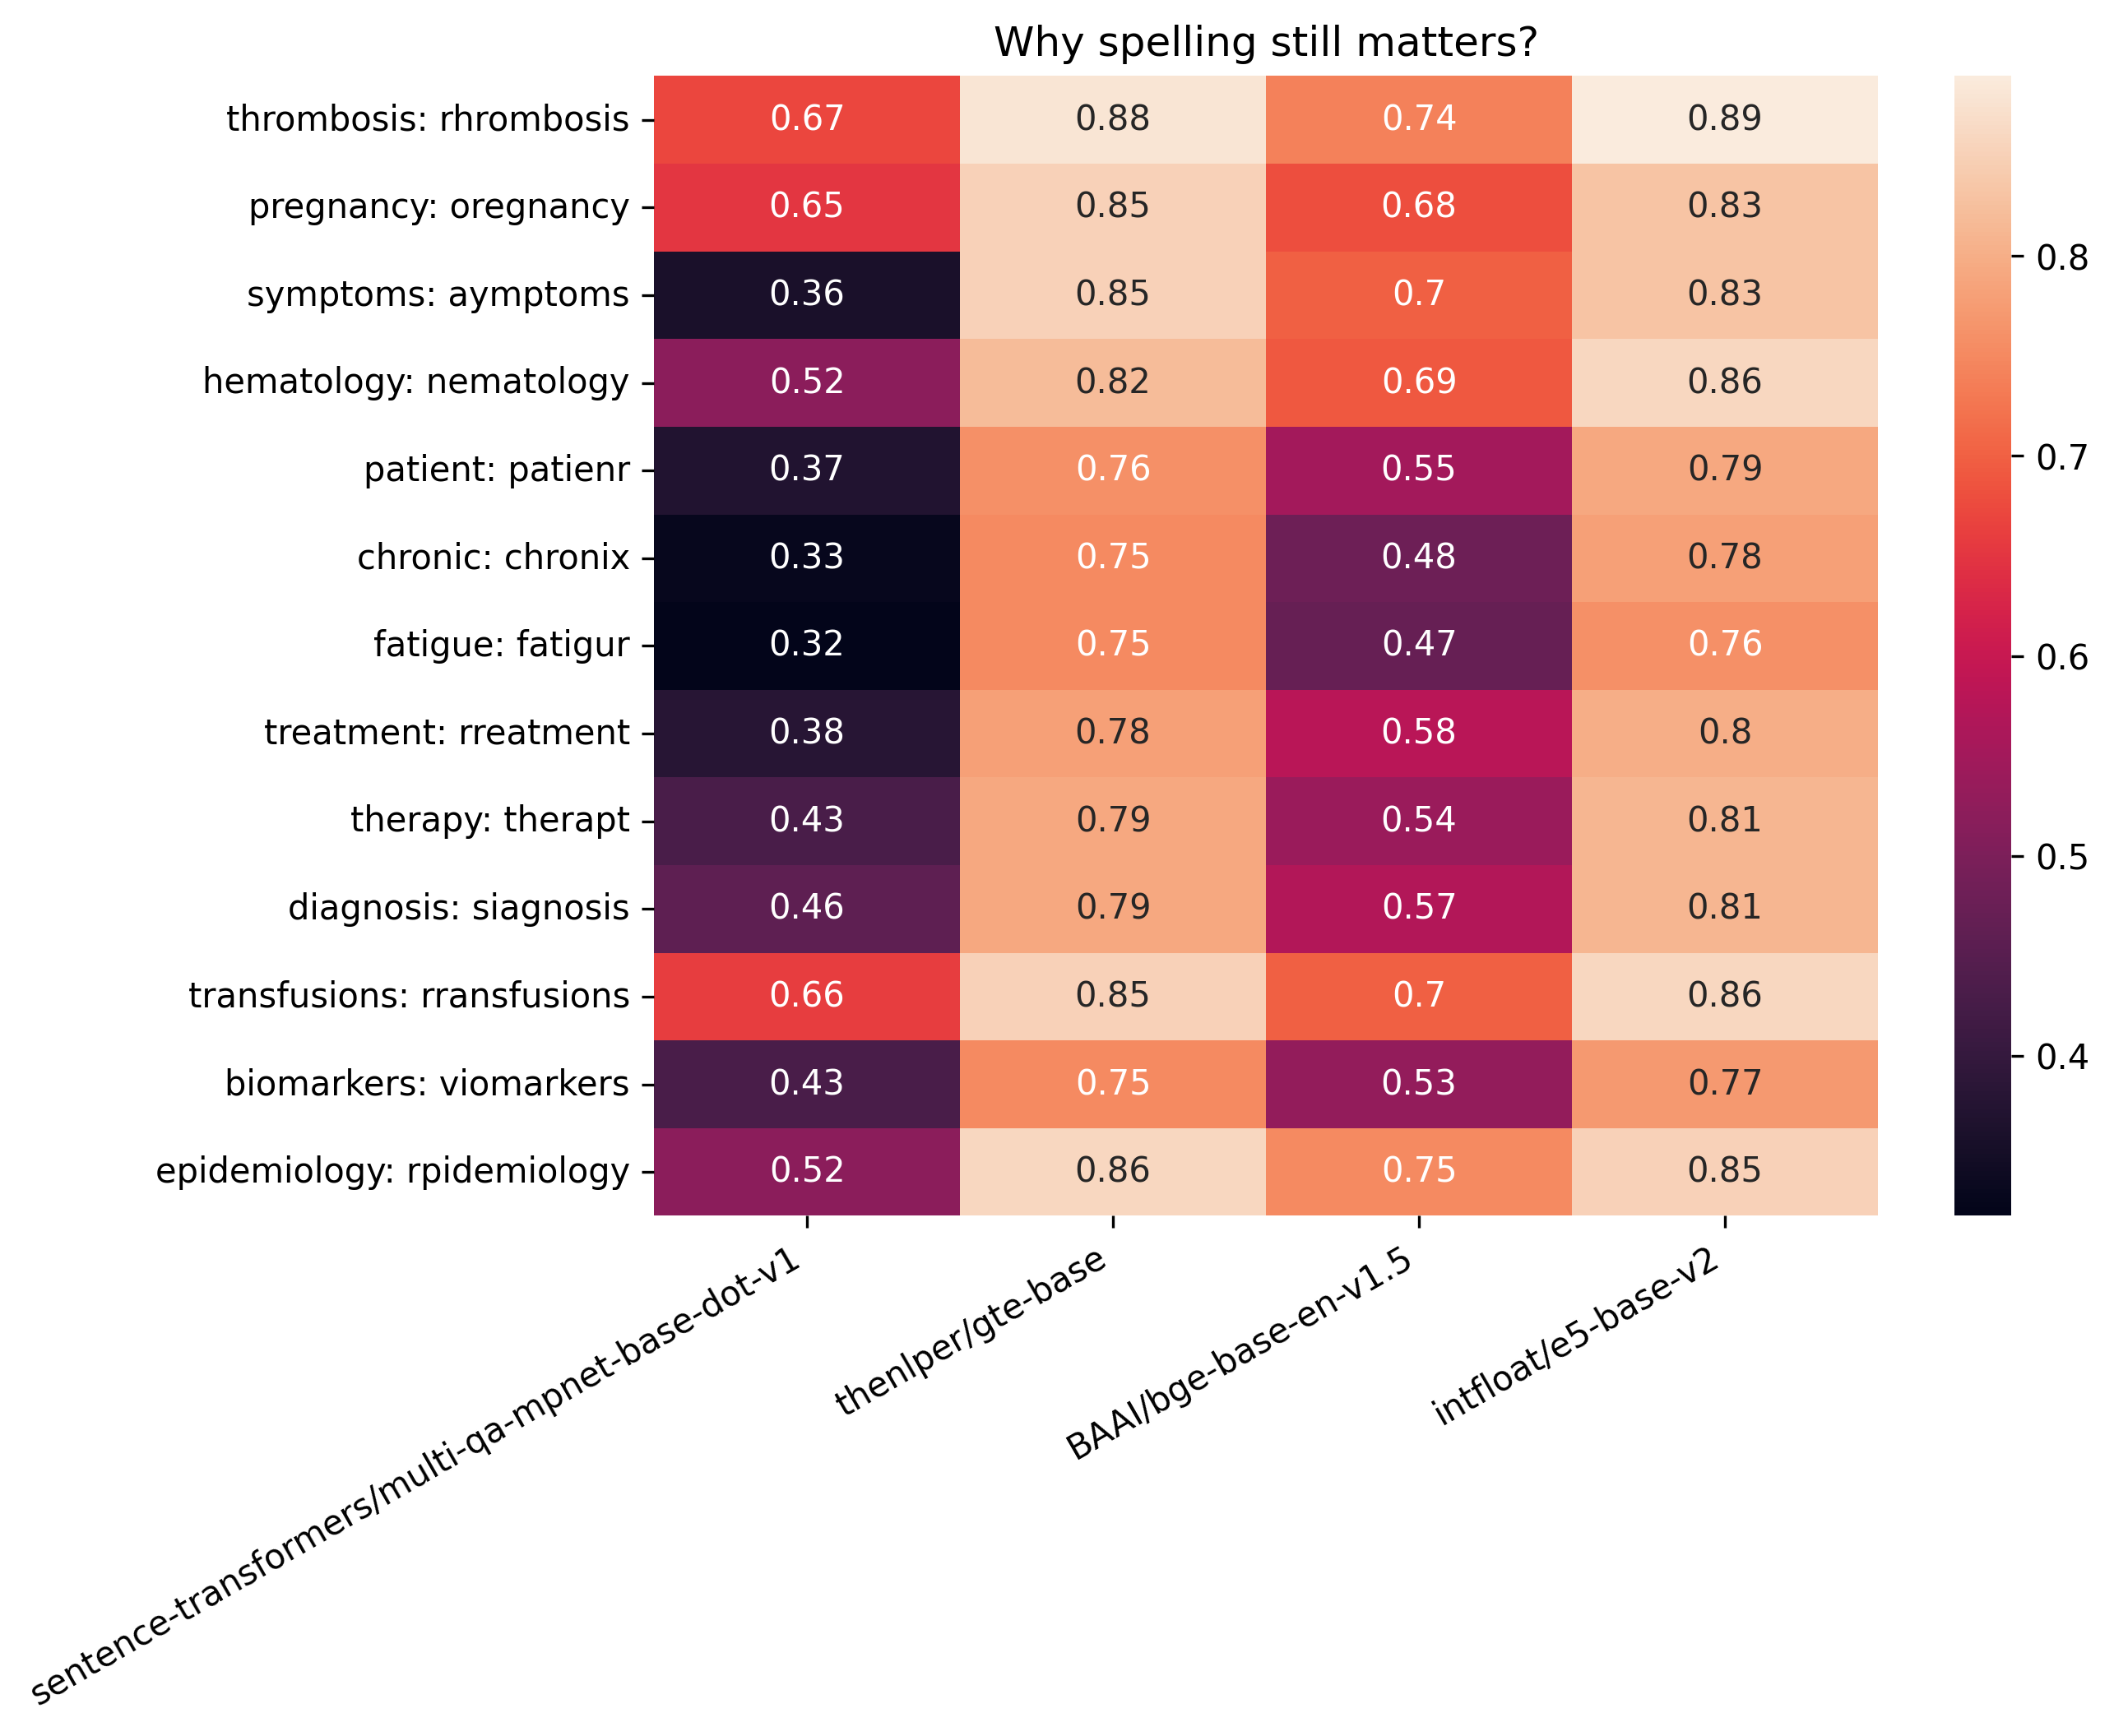 Why spelling still matters?
thrombosis: rhrombosis 0.67 0.88 0.74 0.89
pregnancy: oregnancy 0.65 0.85 0.68 0.83
symptoms: aymptoms 0.36 0.85 0.7 0.83
hematology: nematology 0.52 0.82 0.69 0.86
patient: patienr 0.37 0.76 0.55 0.79
chronic: chronix 0.33 0.75 0.48 0.78
fatigue: fatigur 0.32 0.75 0.47 0.76
treatment: rreatment 0.38 0.78 0.58 0.8
therapy: therapt 0.43 0.79 0.54 0.81
diagnosis: siagnosis 0.46 0.79 0.57 0.81
transfusions: rransfusions 0.66 0.85 0.7 0.86
biomarkers: viomarkers 0.43 0.75 0.53 0.77
epidemiology: rpidemiology 0.52 0.86 0.75 0.85
sentence-transformers/multi-qa-mpnet-base-dot-v1
thenlper/gte-base
BAAI/bge-base-en-v1.5
intfloat/e5-base-v2
0.8
0.7
0.6
0.5
0.4